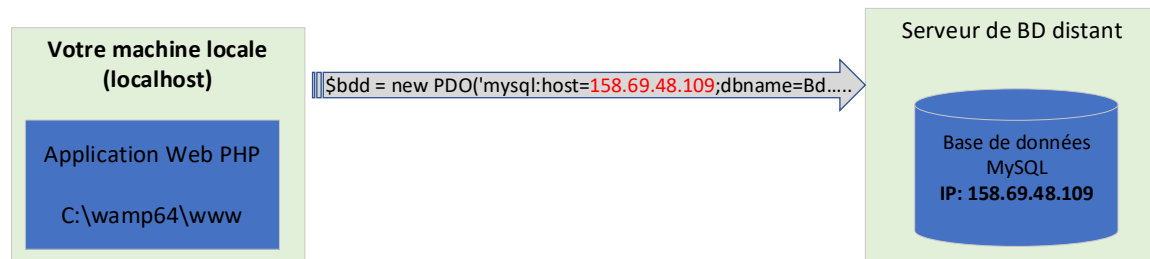 Votre machine locale
(localhost)
Application Web PHP
C:\wamp64\www
$bdd = new PDO('mysql:host=158.69.48.109;dbname=Bd.....
Serveur de BD distant
Base de données
MySQL
IP: 158.69.48.109